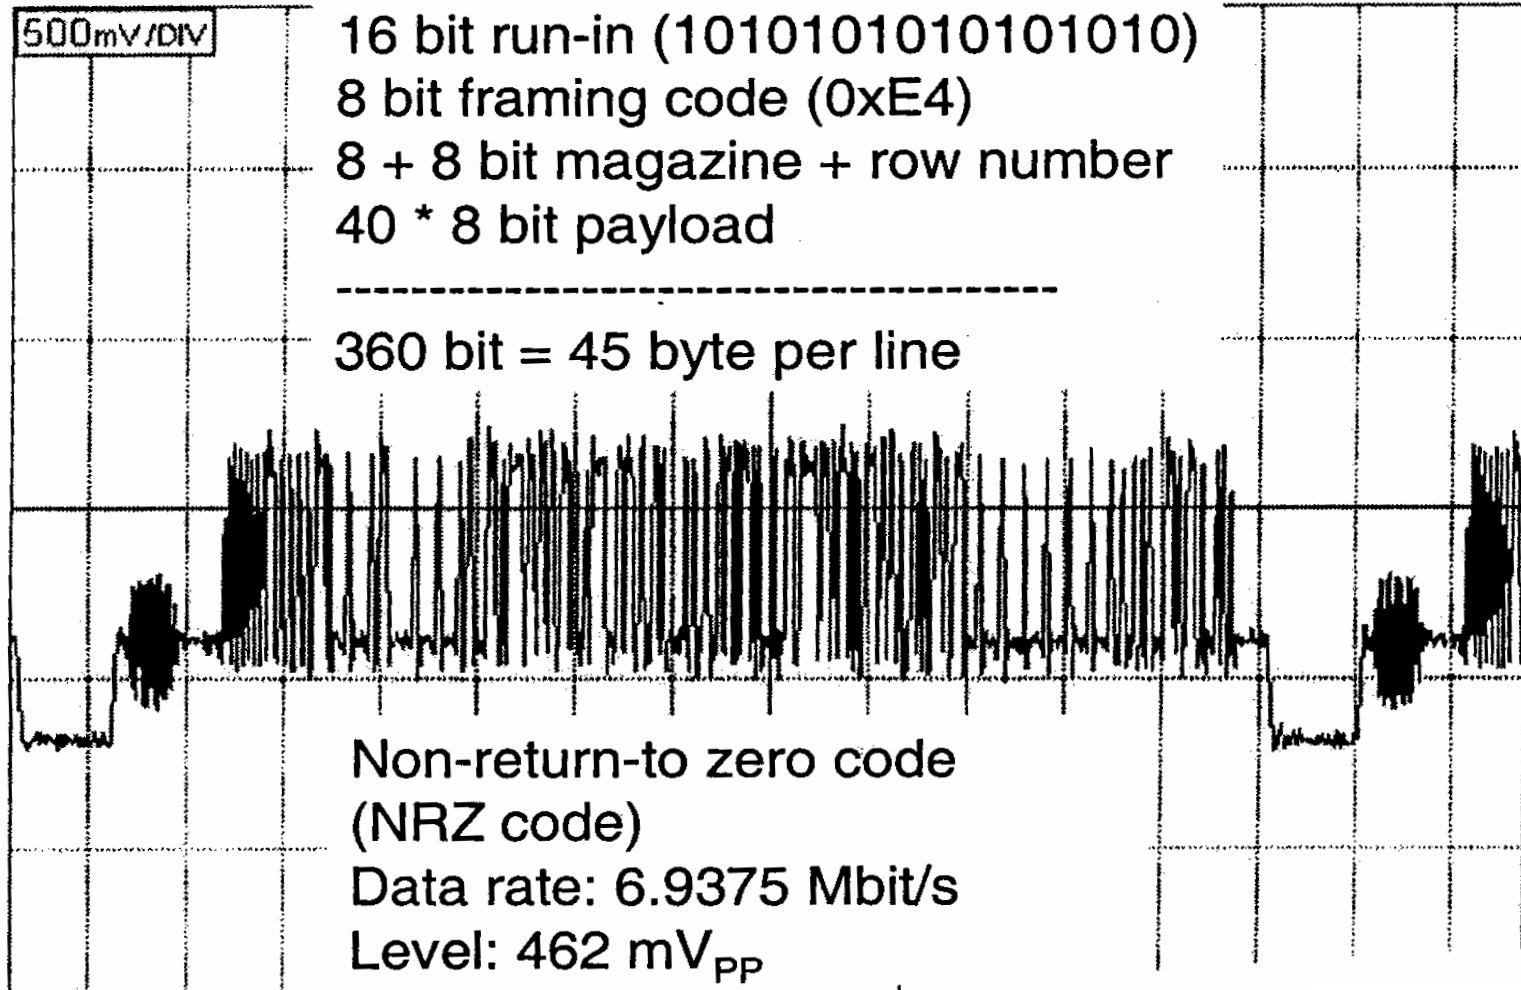 500mV/DIV
16 bit run-in (1010101010101010)
8 bit framing code (0xE4)
8 + 8 bit magazine + row number
40 * 8 bit payload
-------------------------------------
360 bit = 45 byte per line
Non-return-to zero code
(NRZ code)
Data rate: 6.9375 Mbit/s
Level: 462 mVPP